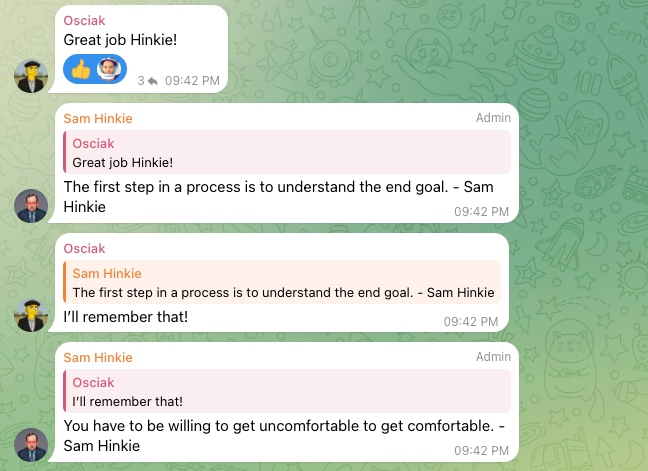 Osciak
Great job Hinkie!
3 09:42 PM
Sam Hinkie Admin
Osciak
Great job Hinkie!
The first step in a process is to understand the end goal. - Sam
Hinkie
09:42 PM
Osciak
Sam Hinkie
The first step in a process is to understand the end goal. - Sam Hinkie
I’ll remember that!
09:42 PM
Sam Hinkie Admin
Osciak
I’ll remember that!
You have to be willing to get uncomfortable to get comfortable. -
Sam Hinkie
09:42 PM